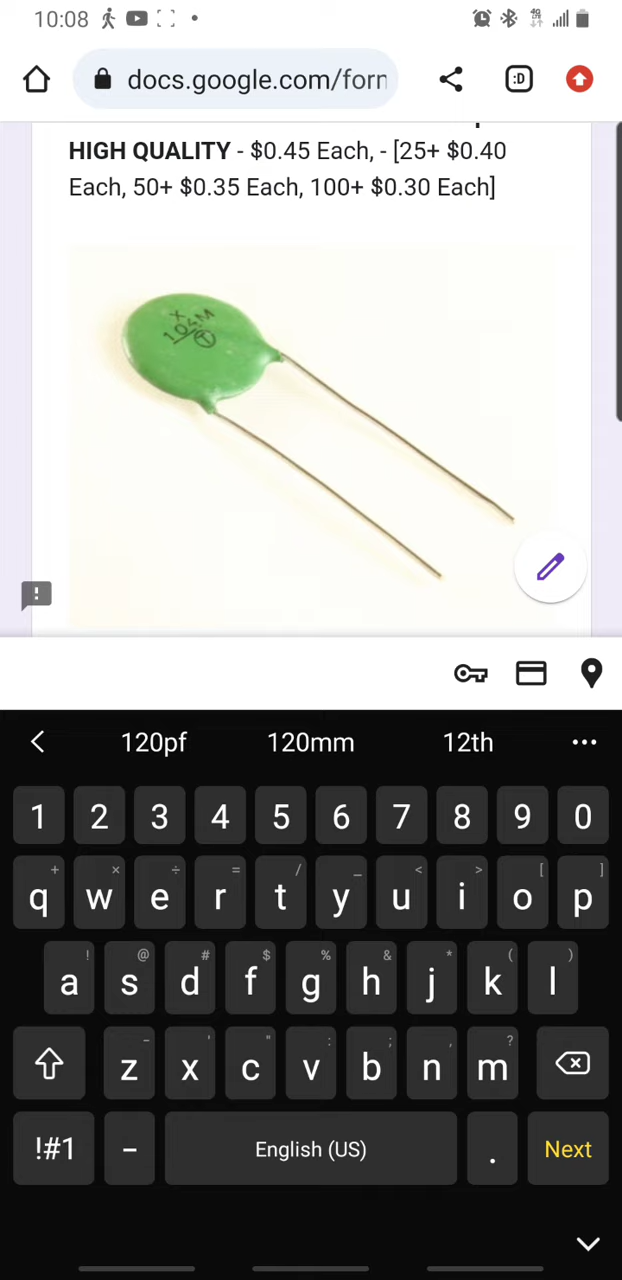 10:08
docs.google.com/forn
:D
HIGH QUALITY - $0.45 Each, - [25+ $0.40
Each, 50+ $0.35 Each, 100+ $0.30 Each]
X
104M
T
120pf 120mm 12th
1 2 3 4 5 6 7 8 9 0
+ × ÷ = / _ < > [ ]
q w e r t y u i o p
! @ # $ % & * ( )
a s d f g h j k l
- ' " : ; , ?
z x c v b n m
!#1 - English (US) . Next